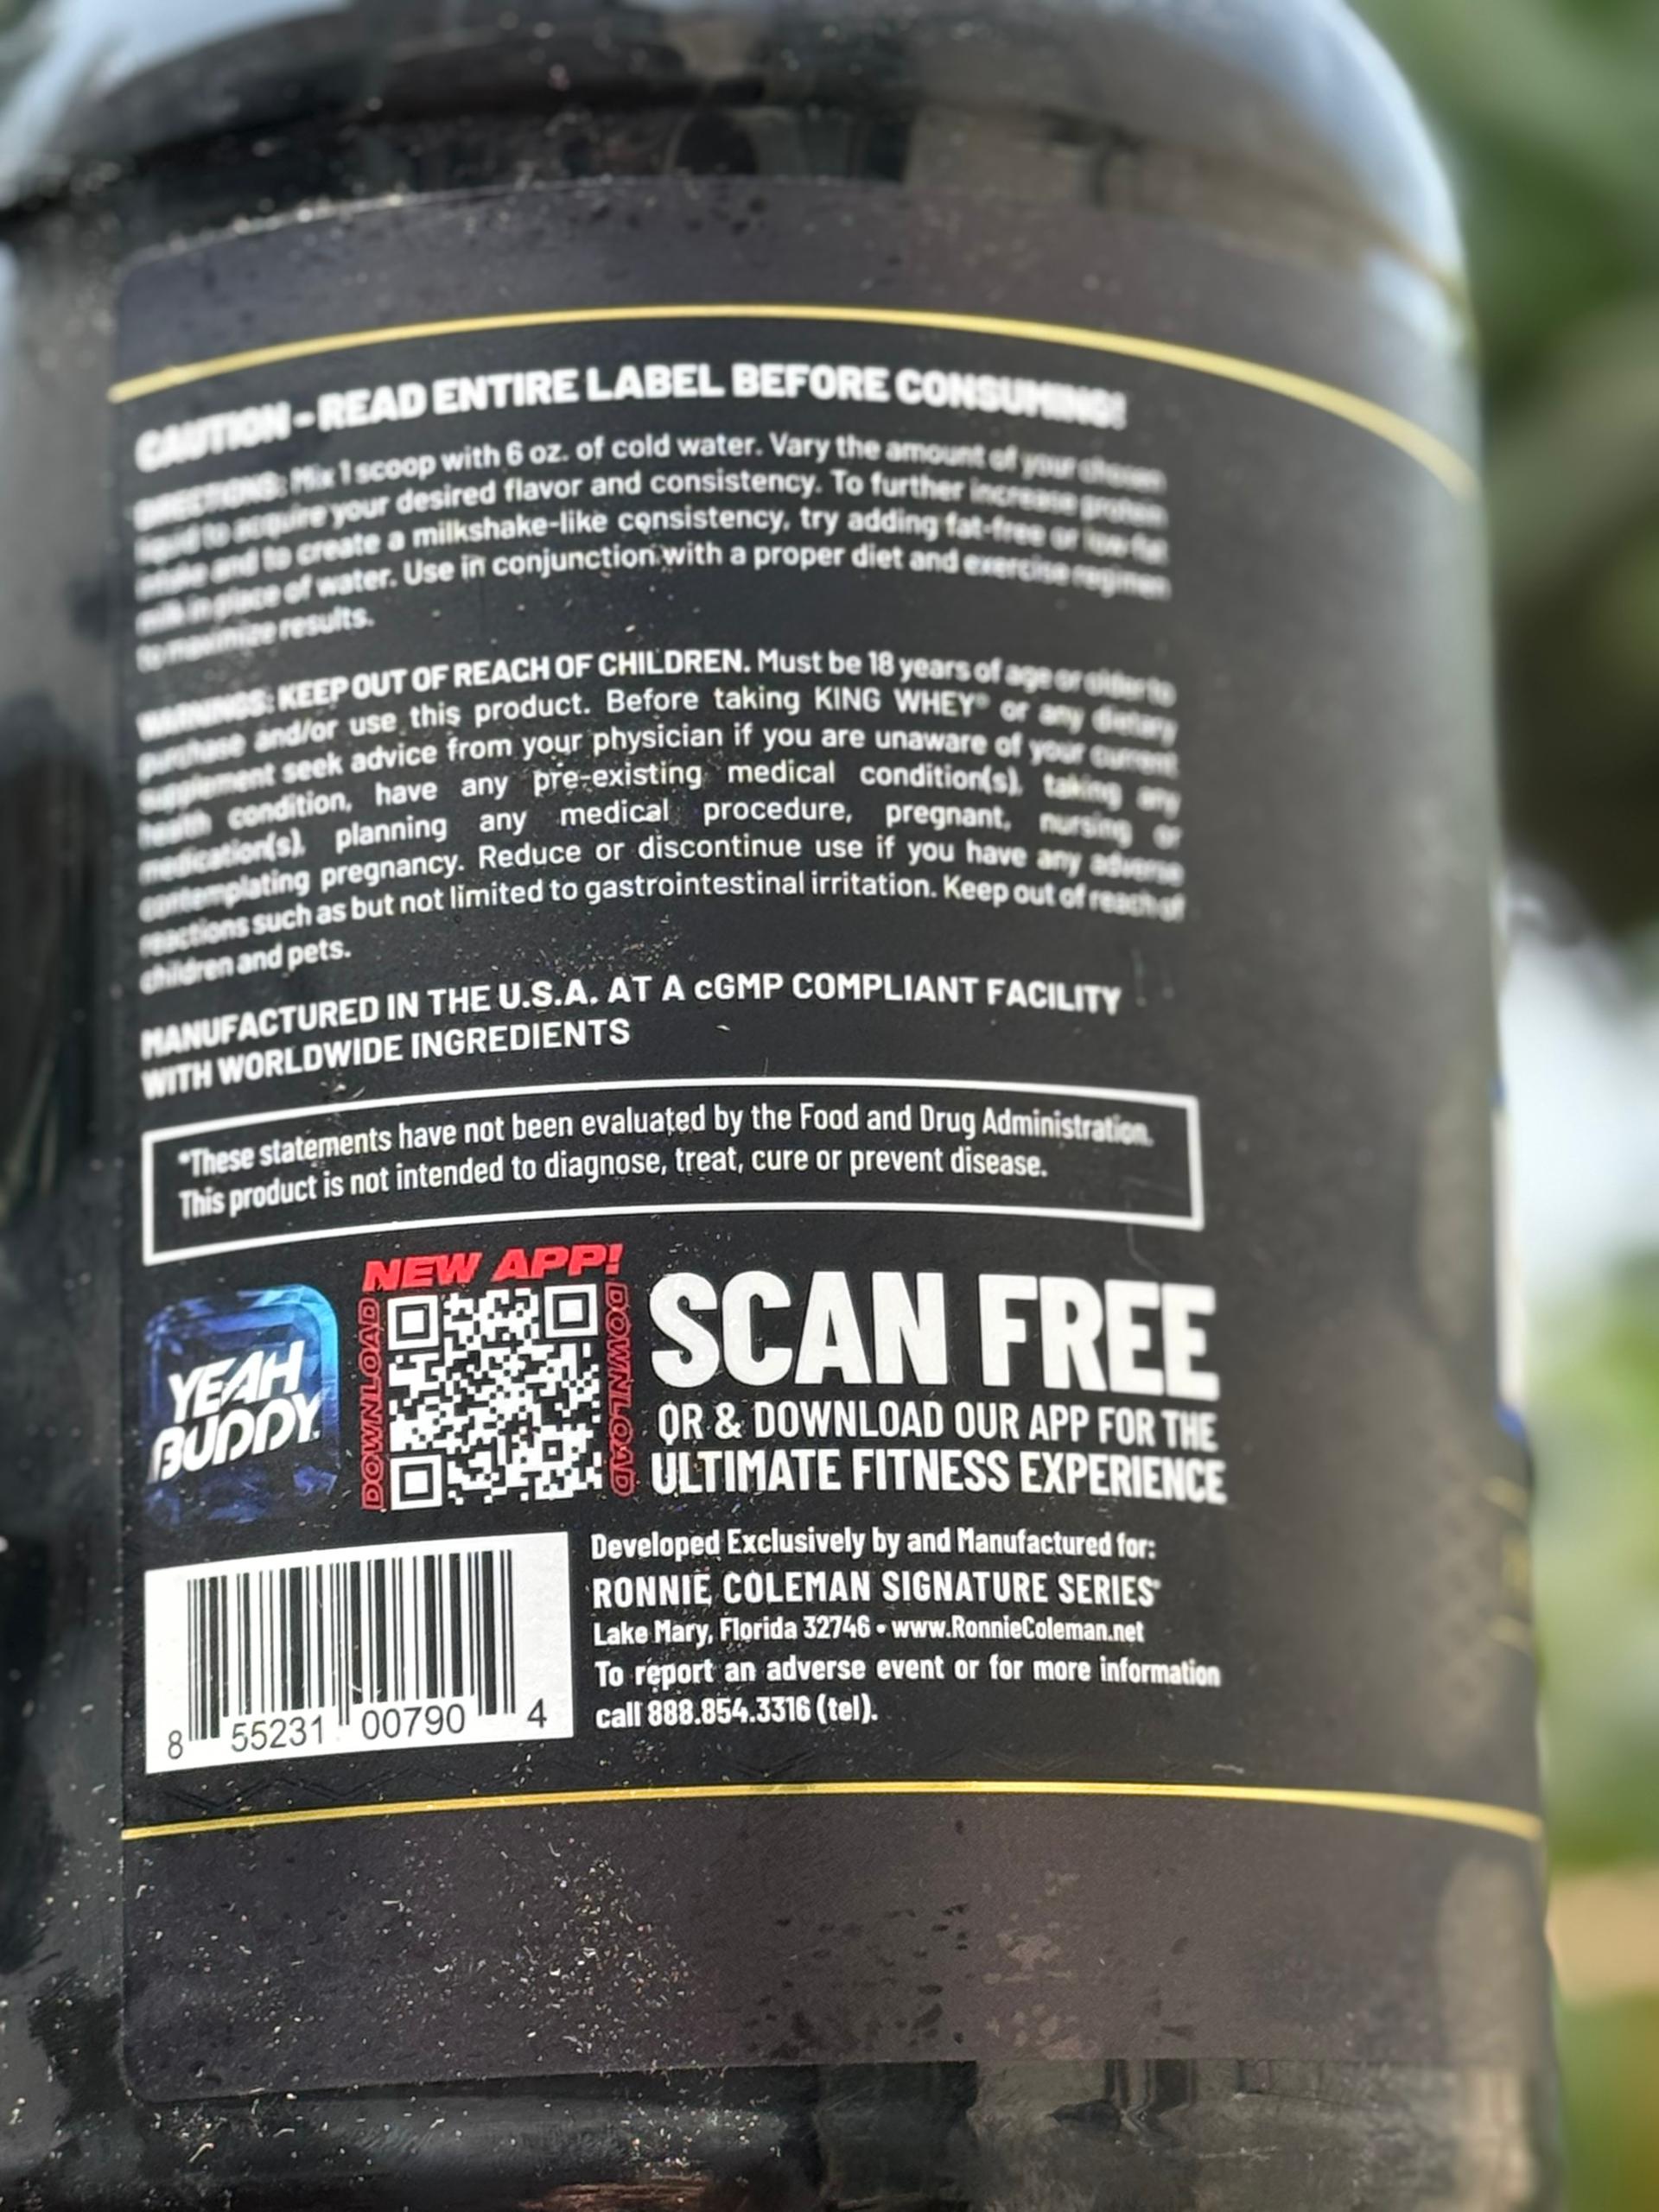 CAUTION - READ ENTIRE LABEL BEFORE CONSUMING!
DIRECTIONS: Mix 1 scoop with 6 oz. of cold water. Vary the amount of your chosen
liquid to acquire your desired flavor and consistency. To further increase protein
intake and to create a milkshake-like consistency, try adding fat-free or low-fat
milk in place of water. Use in conjunction with a proper diet and exercise regimen
to maximize results.
WARNINGS: KEEP OUT OF REACH OF CHILDREN. Must be 18 years of age or older to
purchase and/or use this product. Before taking KING WHEY® or any dietary
supplement seek advice from your physician if you are unaware of your current
health condition, have any pre-existing medical condition(s), taking any
medication(s), planning any medical procedure, pregnant, nursing or
contemplating pregnancy. Reduce or discontinue use if you have any adverse
reactions such as but not limited to gastrointestinal irritation. Keep out of reach of
children and pets.
MANUFACTURED IN THE U.S.A. AT A cGMP COMPLIANT FACILITY
WITH WORLDWIDE INGREDIENTS
*These statements have not been evaluated by the Food and Drug Administration.
This product is not intended to diagnose, treat, cure or prevent disease.
NEW APP!
DOWNLOAD
DOWNLOAD
YEAH
BUDDY.
SCAN FREE
QR & DOWNLOAD OUR APP FOR THE
ULTIMATE FITNESS EXPERIENCE
Developed Exclusively by and Manufactured for:
RONNIE COLEMAN SIGNATURE SERIES®
Lake Mary, Florida 32746 • www.RonnieColeman.net
To report an adverse event or for more information
call 888.854.3316 (tel).
8 55231 00790 4